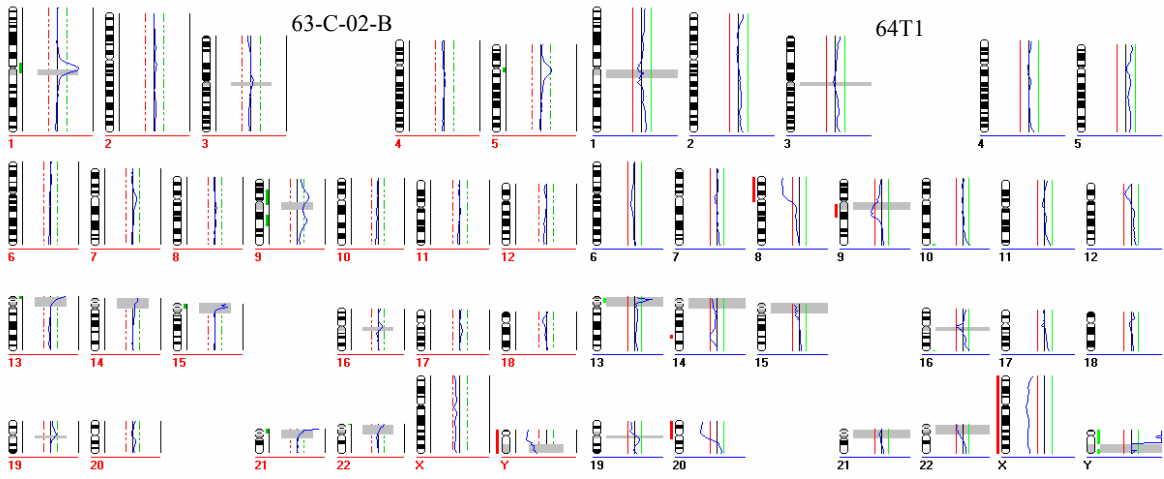 63-C-02-B 64T1
1 2 3 4 5 1 2 3 4 5
6 7 8 9 10 11 12 6 7 8 9 10 11 12
13 14 15 16 17 18 13 14 15 16 17 18
19 20 21 22 X Y 19 20 21 22 X Y